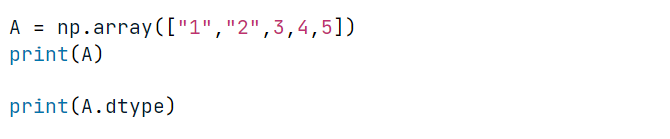 A = np.array(["1","2",3,4,5])
print(A)
print(A.dtype)